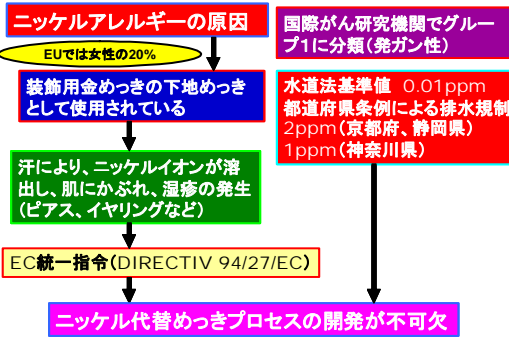 ニッケルアレルギーの原因
EUでは女性の20%
装飾用金めっきの下地めっき
として使用されている
汗により、ニッケルイオンが溶
出し、肌にかぶれ、湿疹の発生
（ピアス、イヤリングなど）
EC統一指令（DIRECTIV 94/27/EC）
国際がん研究機関でグルー
プ1に分類（発ガン性）
水道法基準値 0.01ppm
都道府県条例による排水規制
2ppm（京都府、静岡県）
1ppm（神奈川県）
ニッケル代替めっきプロセスの開発が不可欠